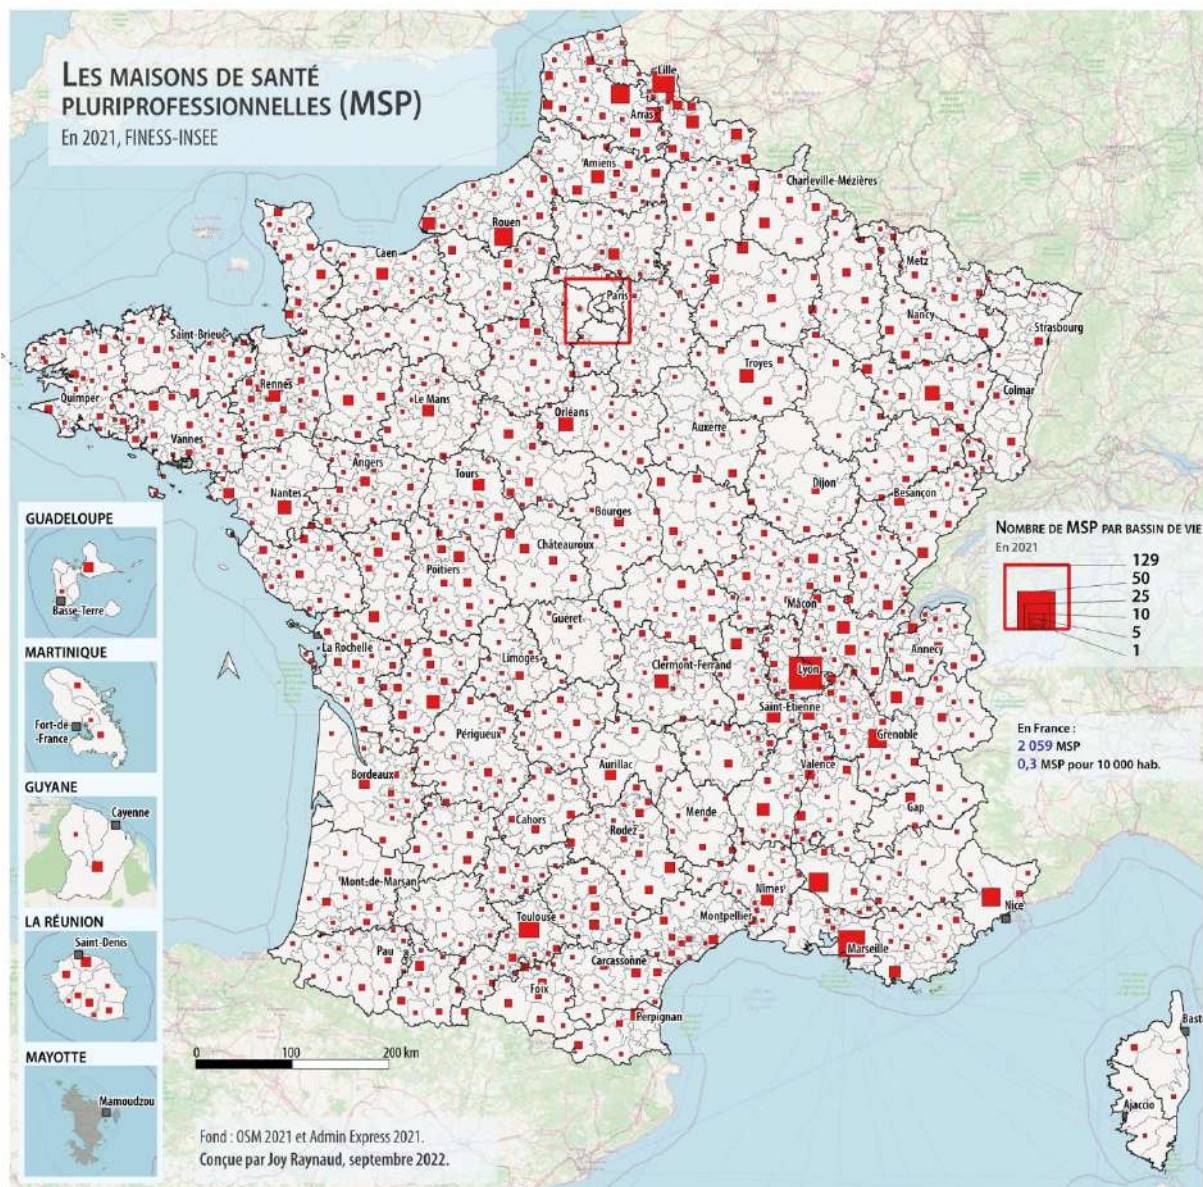 LES MAISONS DE SANTÉ
PLURIPROFESSIONNELLES (MSP)
En 2021, FINESS-INSEE
Lille
Arras
Amiens
Charleville-Mézières
Rouen
Caen
Metz
Paris
Nancy
Strasbourg
Saint-Brieuc
Rennes
Troyes
Quimper
Le Mans
Colmar
Orléans
Auxerre
Vannes
Angers
Tours
Dijon
Besançon
Nantes
Bourges
Châteauroux
Poitiers
Mâcon
Guéret
La Rochelle
Limoges
Clermont-Ferrand
Lyon
Annecy
Saint-Etienne
Périgueux
Grenoble
Aurillac
Valence
Bordeaux
Cahors
Rodez
Mende
Gap
Mont-de-Marsan
Nîmes
Nice
Toulouse
Montpellier
Marseille
Pau
Carcassonne
Foix
Perpignan
Bast
Ajaccio
GUADELOUPE
Basse-Terre
MARTINIQUE
Fort-de
-France
GUYANE
Cayenne
LA RÉUNION
Saint-Denis
MAYOTTE
Mamoudzou
NOMBRE DE MSP PAR BASSIN DE VIE
En 2021
129
50
25
10
5
1
En France :
2 059 MSP
0,3 MSP pour 10 000 hab.
0 100 200 km
Fond : OSM 2021 et Admin Express 2021.
Conçue par Joy Raynaud, septembre 2022.